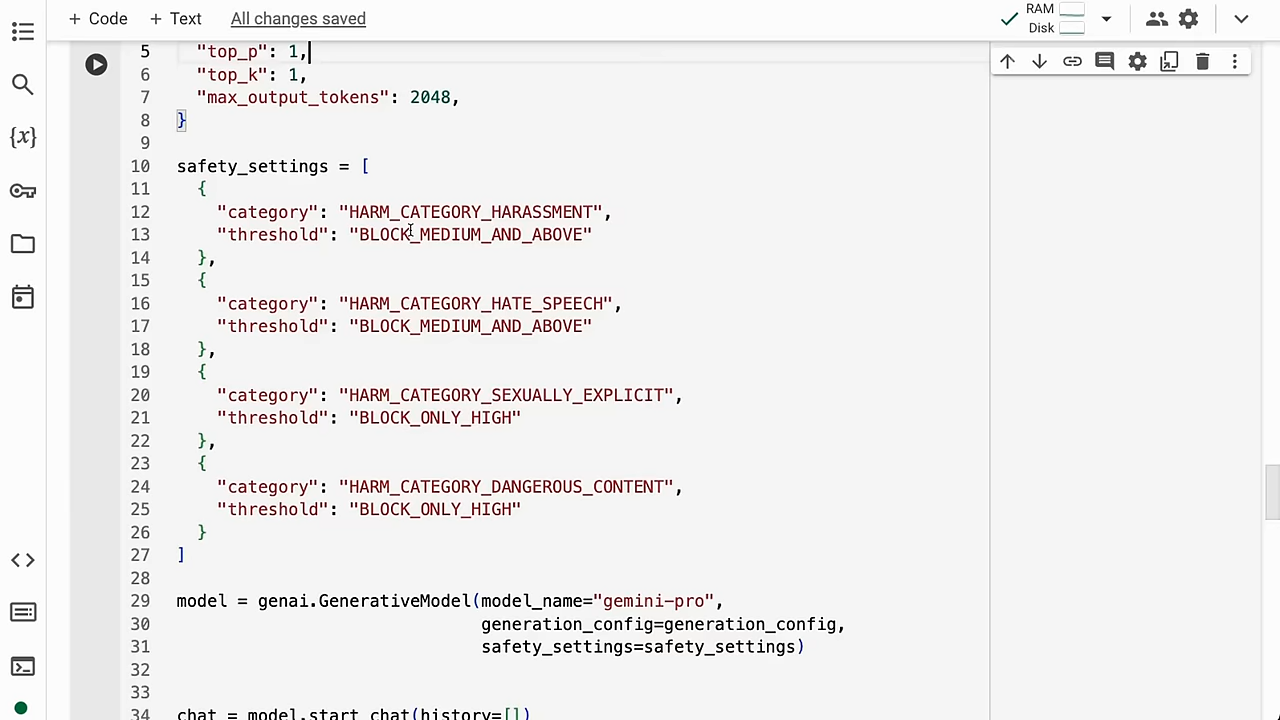 + Code + Text All changes saved
RAM
Disk
5 "top_p": 1,
6 "top_k": 1,
7 "max_output_tokens": 2048,
8 }
9
10 safety_settings = [
11 {
12 "category": "HARM_CATEGORY_HARASSMENT",
13 "threshold": "BLOCK_MEDIUM_AND_ABOVE"
14 },
15 {
16 "category": "HARM_CATEGORY_HATE_SPEECH",
17 "threshold": "BLOCK_MEDIUM_AND_ABOVE"
18 },
19 {
20 "category": "HARM_CATEGORY_SEXUALLY_EXPLICIT",
21 "threshold": "BLOCK_ONLY_HIGH"
22 },
23 {
24 "category": "HARM_CATEGORY_DANGEROUS_CONTENT",
25 "threshold": "BLOCK_ONLY_HIGH"
26 }
27 ]
28
29 model = genai.GenerativeModel(model_name="gemini-pro",
30 generation_config=generation_config,
31 safety_settings=safety_settings)
32
33
34 chat = model.start_chat(history=[])